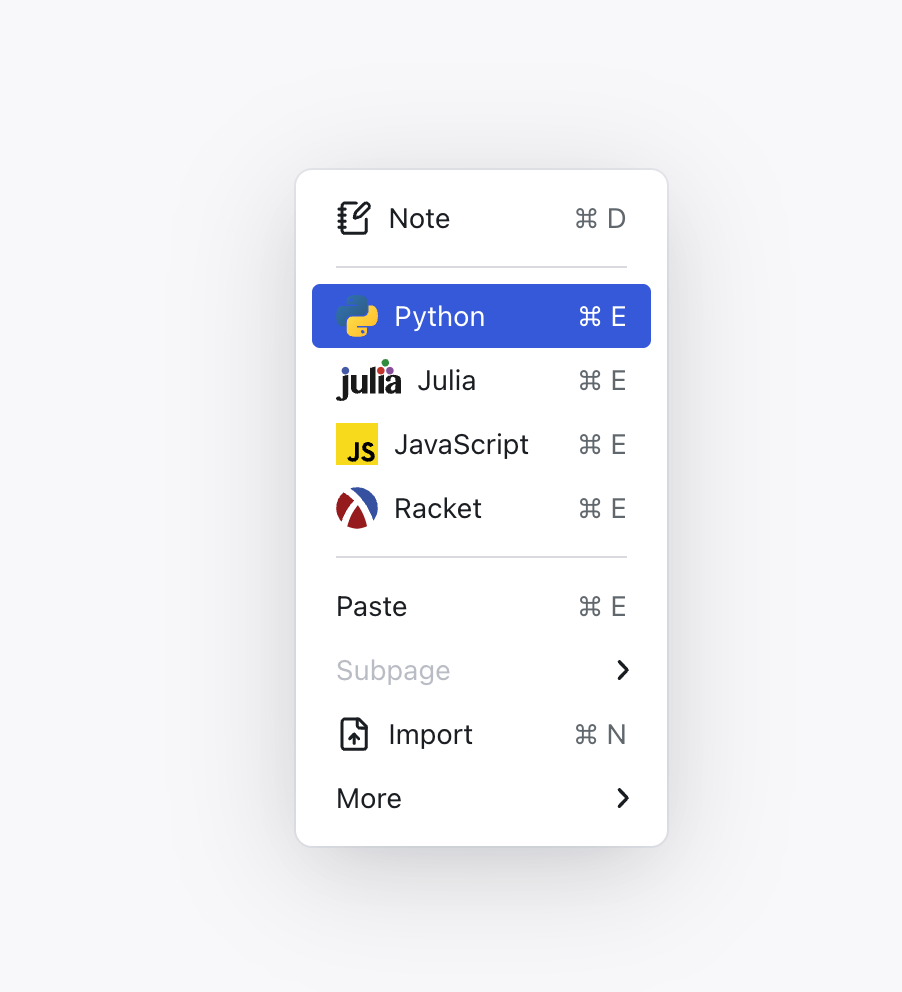 Note ⌘ D
Python ⌘ E
julia Julia ⌘ E
JS JavaScript ⌘ E
Racket ⌘ E
Paste ⌘ E
Subpage
Import ⌘ N
More